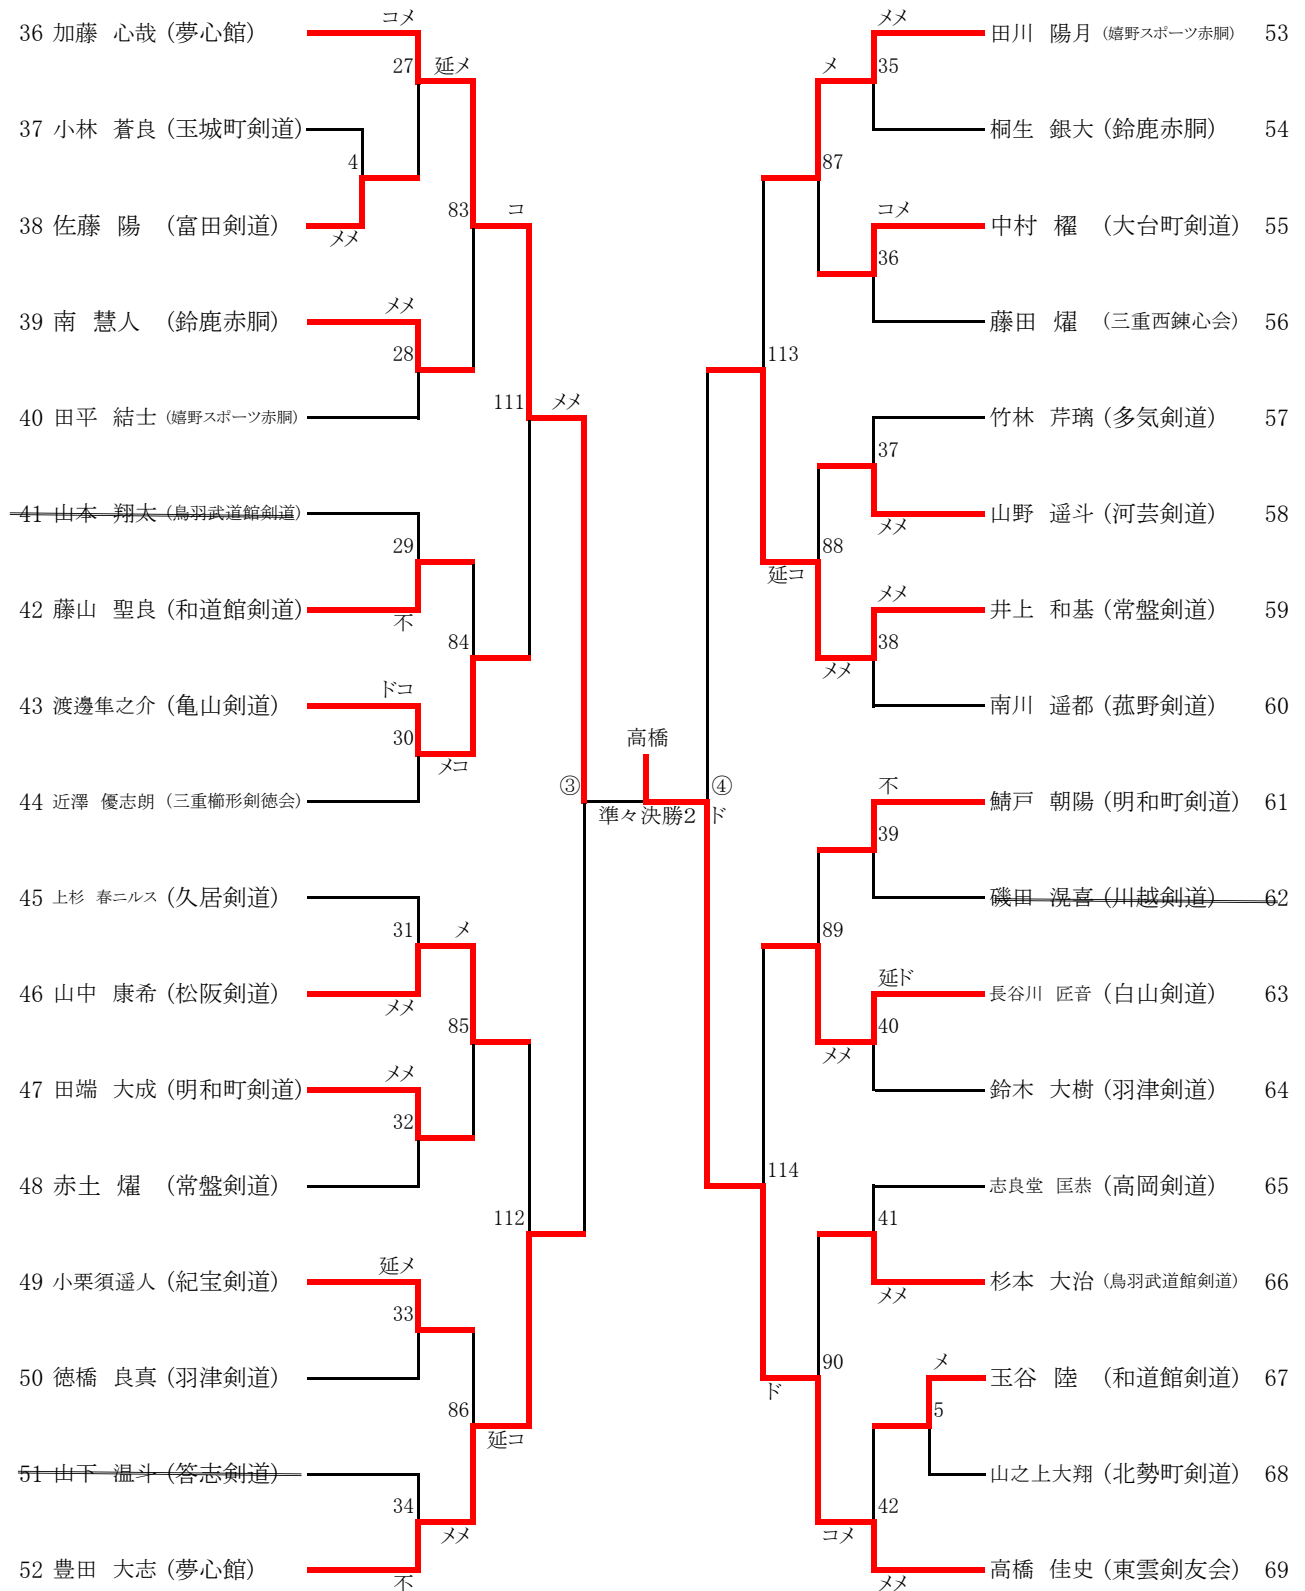 コメ
メメ
36 加藤 心哉 (夢心館)
田川 陽月 (嬉野スポーツ赤胴) 53
27
延メ
メ
35
37 小林 蒼良 (玉城町剣道)
桐生 銀大 (鈴鹿赤胴) 54
4
87
83
コ
コメ
38 佐藤 陽 (富田剣道)
中村 櫂 (大台町剣道) 55
メメ
36
メメ
39 南 慧人 (鈴鹿赤胴)
藤田 燿 (三重西錬心会) 56
28
113
111
メメ
40 田平 結士 (嬉野スポーツ赤胴)
竹林 芹璃 (多気剣道) 57
37
41 山本 翔太 (鳥羽武道館剣道)
山野 遥斗 (河芸剣道) 58
メメ
29
88
延コ
メメ
42 藤山 聖良 (和道館剣道)
井上 和基 (常盤剣道) 59
不
84
38
メメ
ドコ
43 渡邊隼之介 (亀山剣道)
南川 遥都 (菰野剣道) 60
30
高橋
メコ
③
④
不
44 近澤 優志朗 (三重櫛形剣徳会)
鯖戸 朝陽 (明和町剣道) 61
準々決勝2
ド
39
45 上杉 春ニルス (久居剣道)
磯田 滉喜 (川越剣道) 62
31
メ
89
延ド
46 山中 康希 (松阪剣道)
長谷川 匠音 (白山剣道) 63
メメ
85
40
メメ
メメ
47 田端 大成 (明和町剣道)
鈴木 大樹 (羽津剣道) 64
32
114
48 赤土 燿 (常盤剣道)
志良堂 匡恭 (高岡剣道) 65
112
41
延メ
49 小栗須遥人 (紀宝剣道)
杉本 大治 (鳥羽武道館剣道) 66
メメ
33
90
メ
50 徳橋 良真 (羽津剣道)
玉谷 陸 (和道館剣道) 67
ド
86
5
延コ
51 山下 温斗 (答志剣道)
山之上大翔 (北勢町剣道) 68
34
42
メメ
コメ
52 豊田 大志 (夢心館)
高橋 佳史 (東雲剣友会) 69
不
メメ